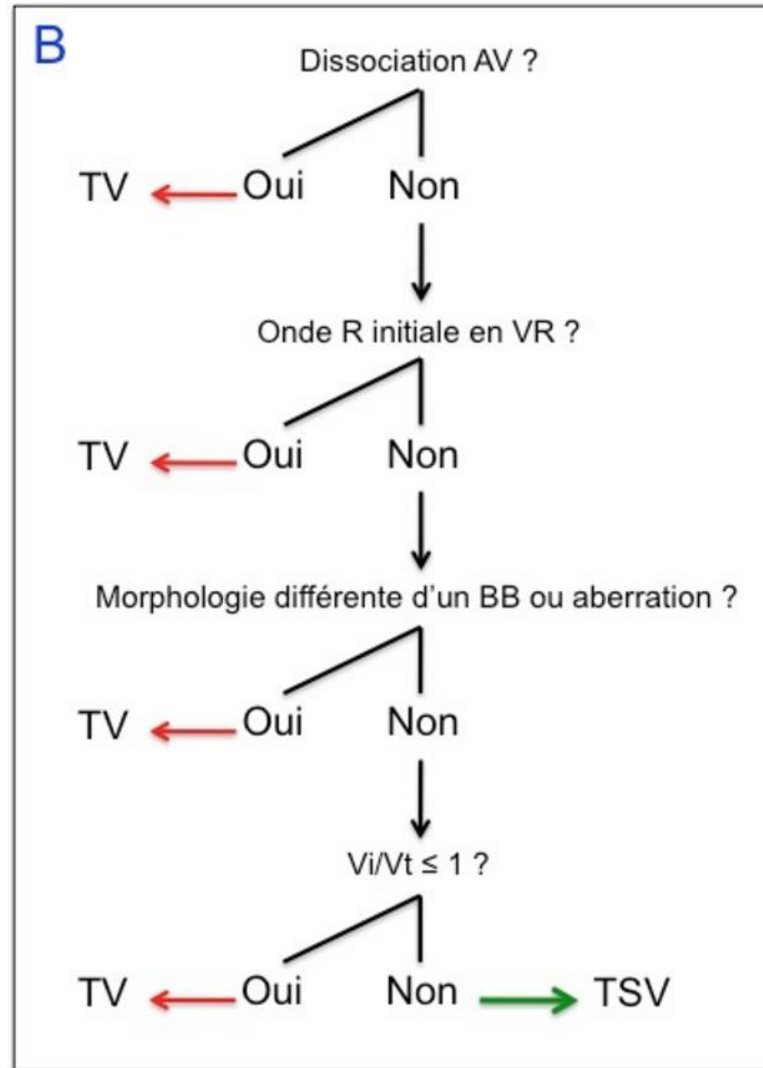 B
Dissociation AV ?
TV Oui Non
Onde R initiale en VR ?
TV Oui Non
Morphologie différente d'un BB ou aberration ?
TV Oui Non
Vi/Vt ≤ 1 ?
TV Oui Non TSV